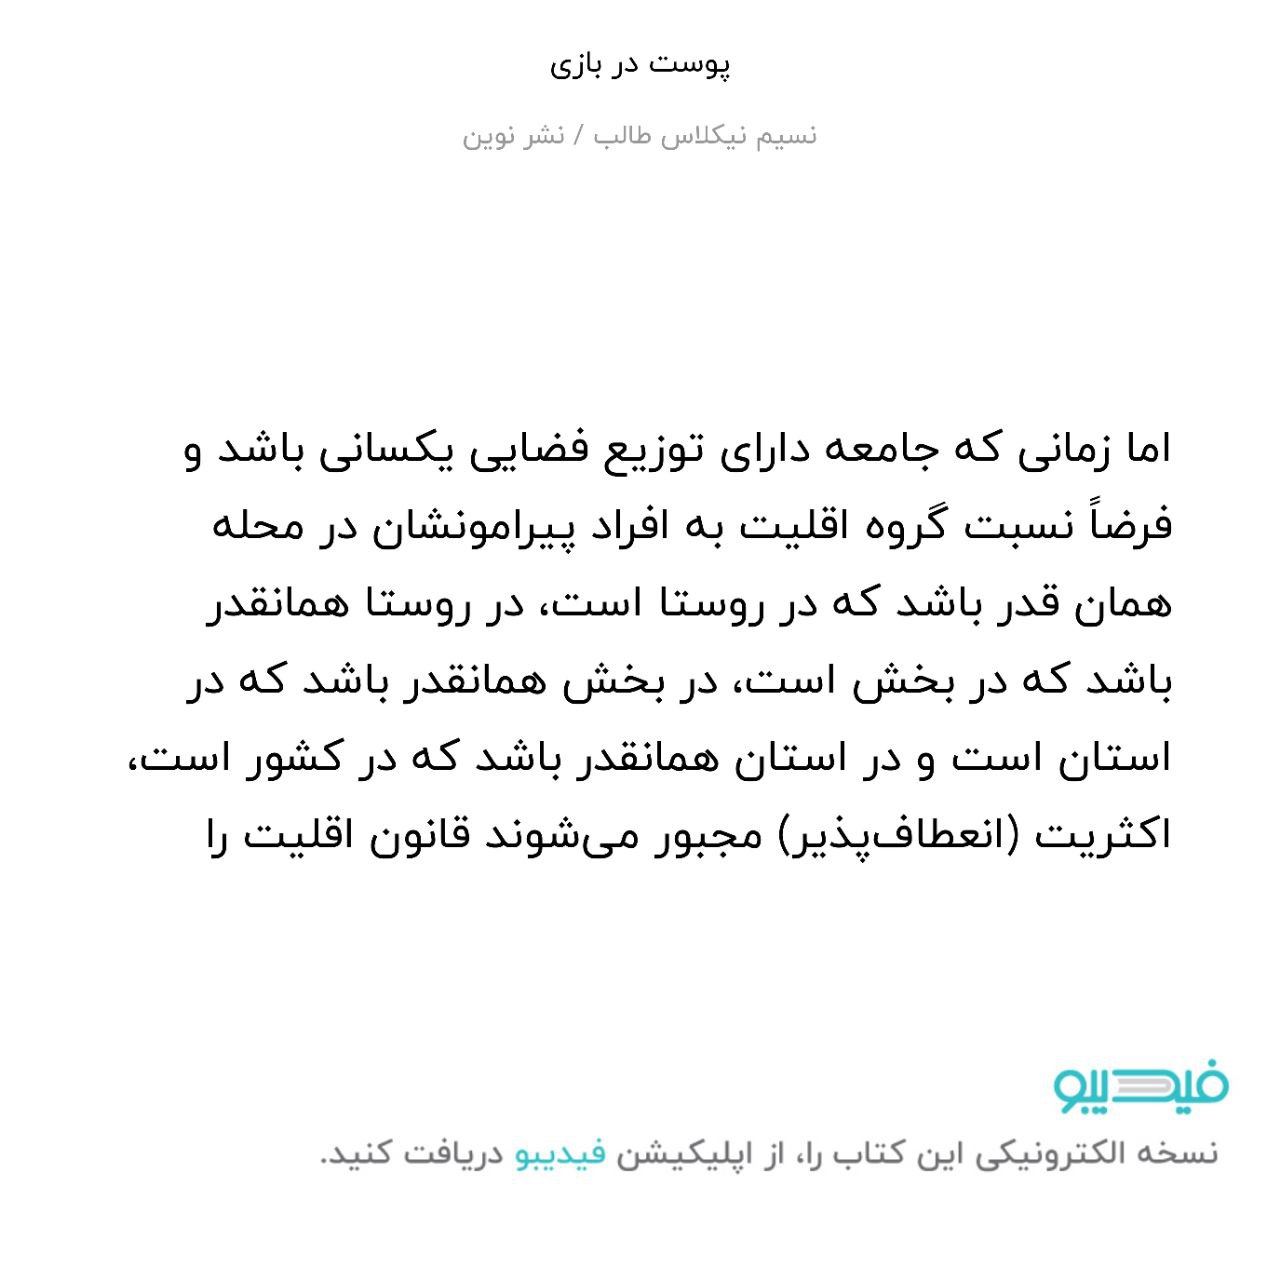 پوست در بازی
نسیم نیکلاس طالب / نشر نوین
اما زمانی که جامعه دارای توزیع فضایی یکسانی باشد و
فرضاً نسبت گروه اقلیت به افراد پیرامونشان در محله
همان قدر باشد که در روستا است، در روستا همانقدر
باشد که در بخش است، در بخش همانقدر باشد که در
استان است و در استان همانقدر باشد که در کشور است،
اکثریت (انعطاف‌پذیر) مجبور می‌شوند قانون اقلیت را
فیدیبو
نسخه الکترونیکی این کتاب را، از اپلیکیشن فیدیبو دریافت کنید.